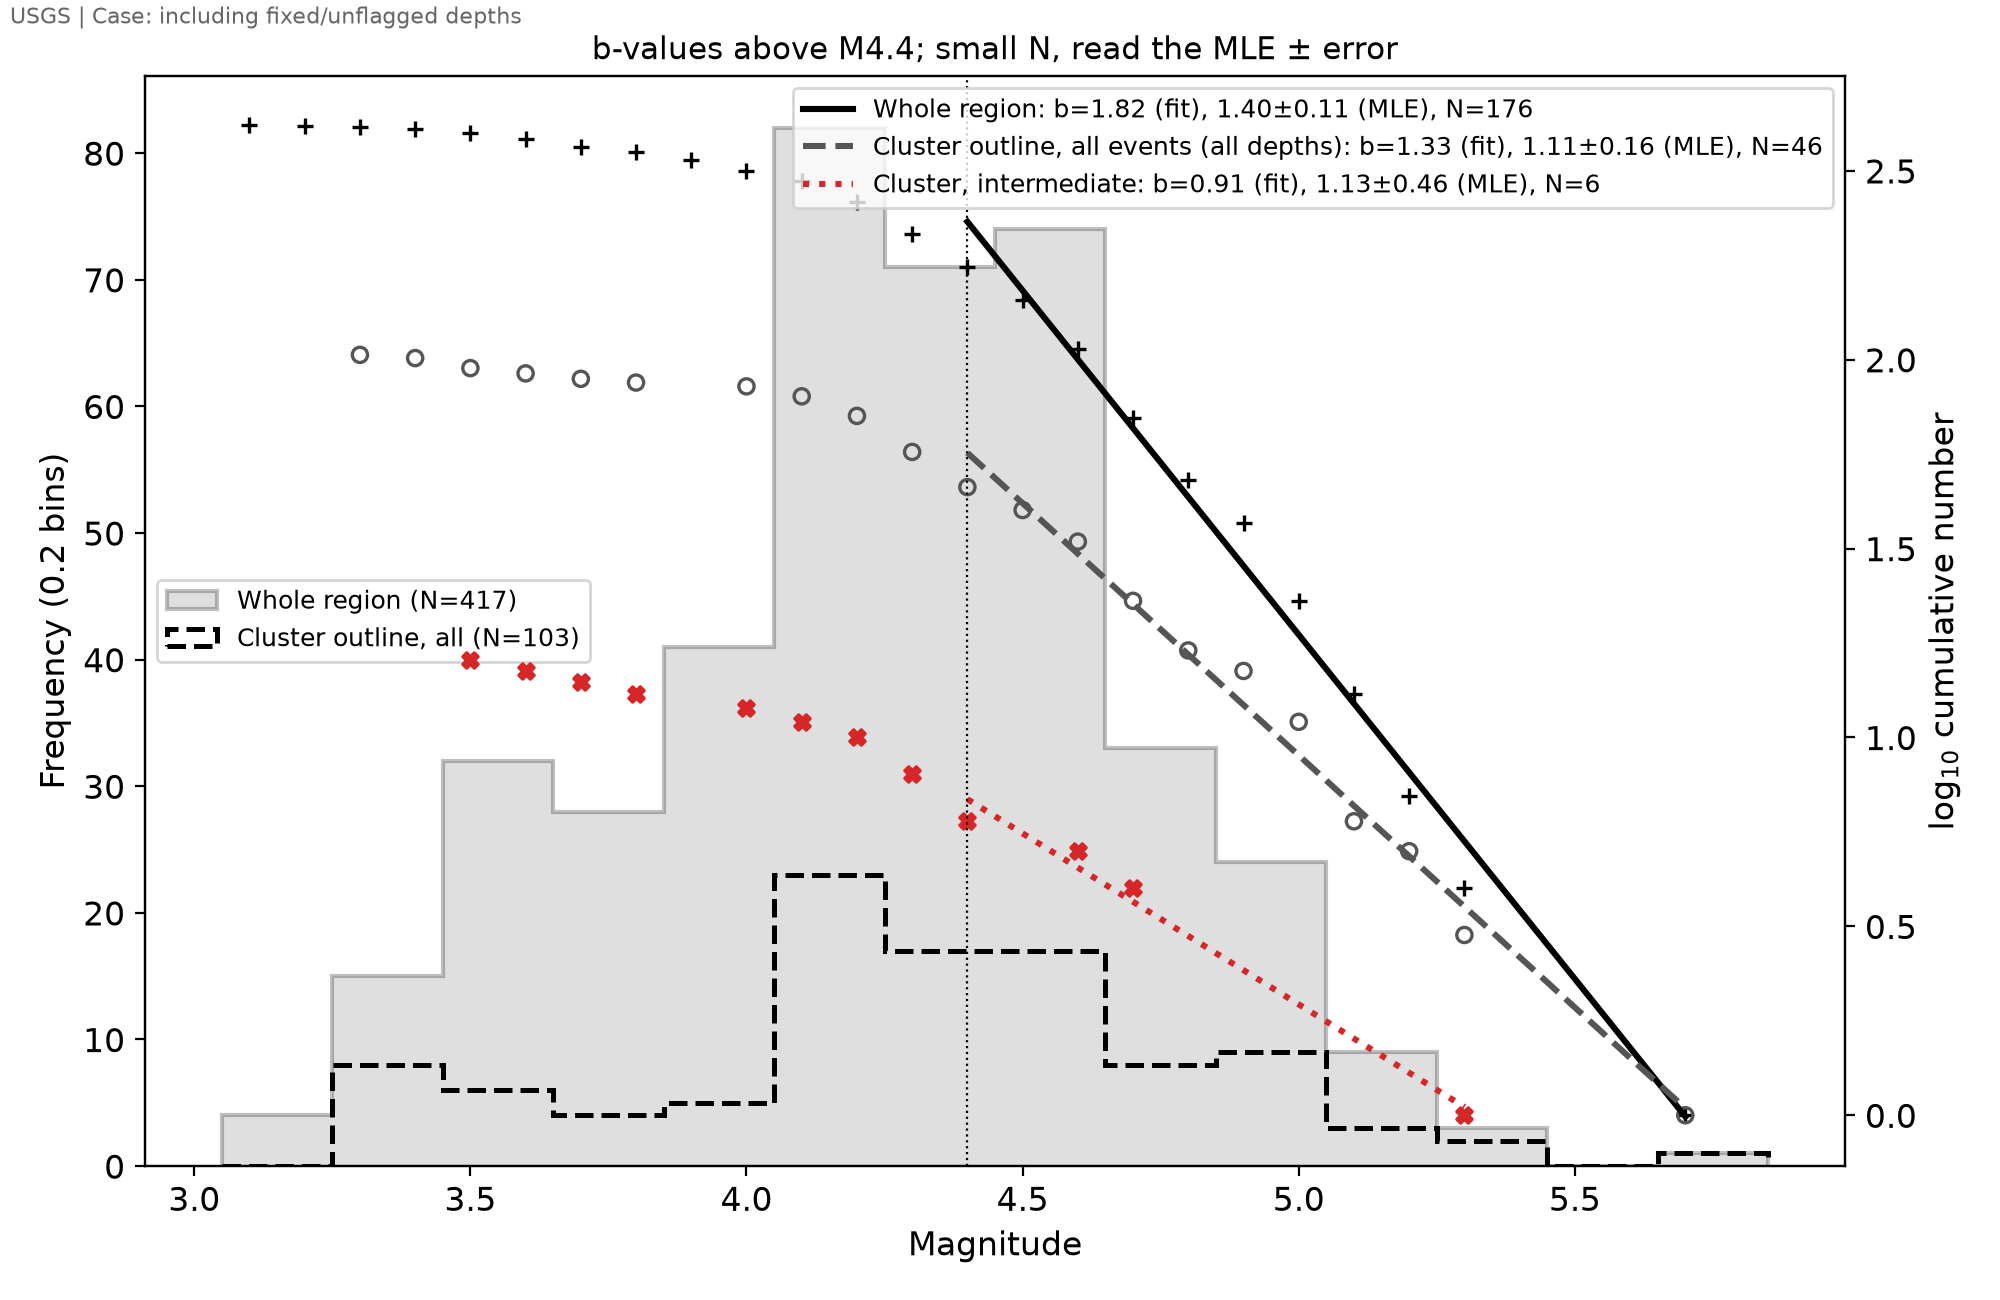 USGS | Case: including fixed/unflagged depths
b-values above M4.4; small N, read the MLE ± error
Whole region: b=1.82 (fit), 1.40±0.11 (MLE), N=176
Cluster outline, all events (all depths): b=1.33 (fit), 1.11±0.16 (MLE), N=46
Cluster, intermediate: b=0.91 (fit), 1.13±0.46 (MLE), N=6
Whole region (N=417)
Cluster outline, all (N=103)
Frequency (0.2 bins)
80
70
60
50
40
30
20
10
0
2.5
2.0
1.5
1.0
0.5
0.0
log₁₀ cumulative number
3.0 3.5 4.0 4.5 5.0 5.5
Magnitude